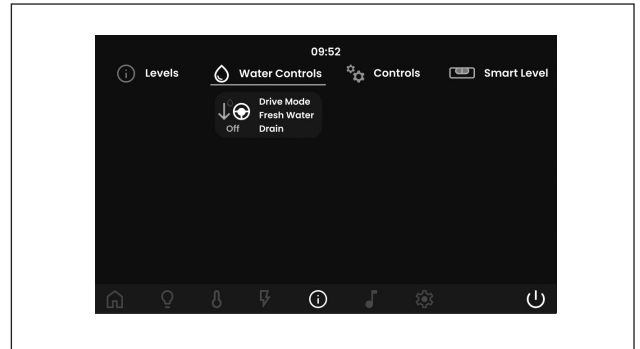 09:52
Levels
Water Controls
Controls
Smart Level
Drive Mode
Fresh Water
Off Drain